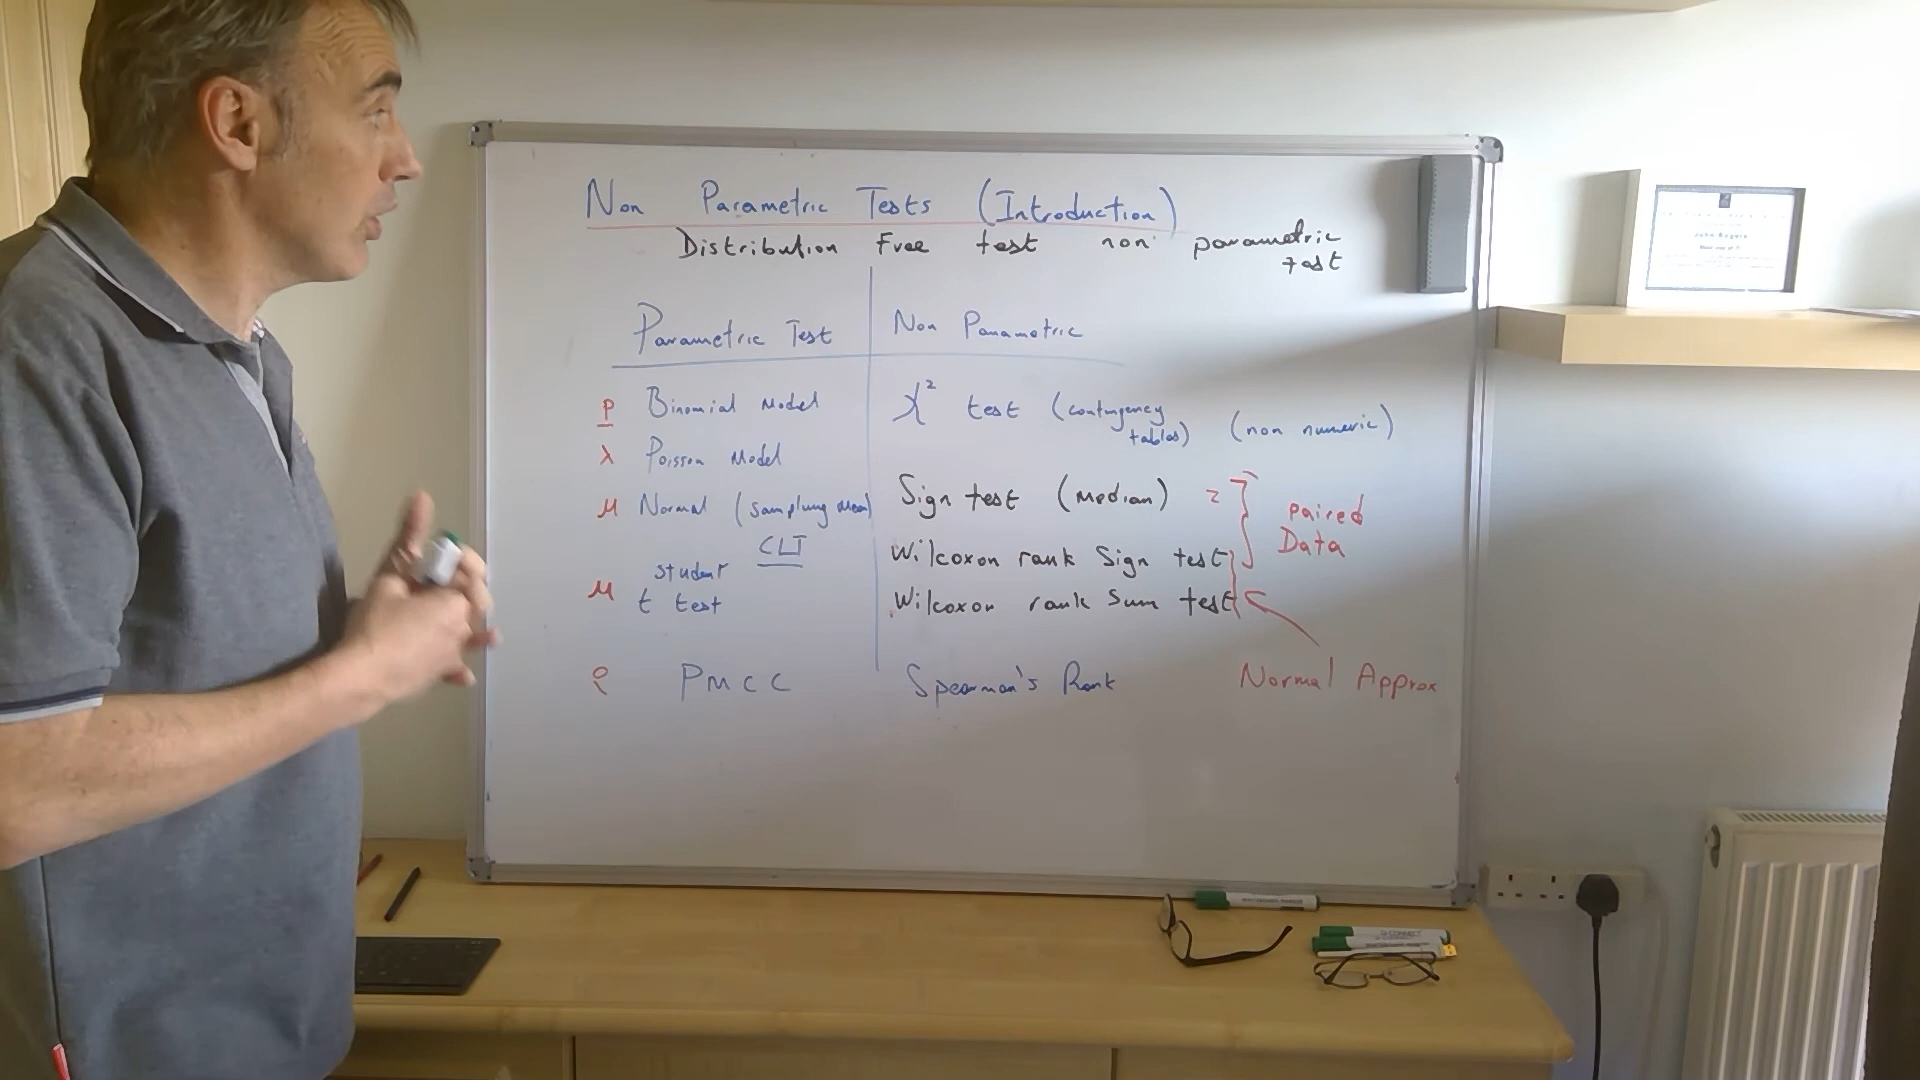 Non Parametric Tests (Introduction)
Distribution Free test non parametric
test
Parametric Test
Non Parametric
p Binomial Model
χ² test (contingency
tables) (non numeric)
λ Poisson Model
μ Normal (Sampling Mean)
CLT
Sign test (Median)
paired
Data
Wilcoxon rank Sign test
μ student
t test
Wilcoxon rank Sum test
ρ PMCC
Spearman's Rank
Normal Approx
John Rogers